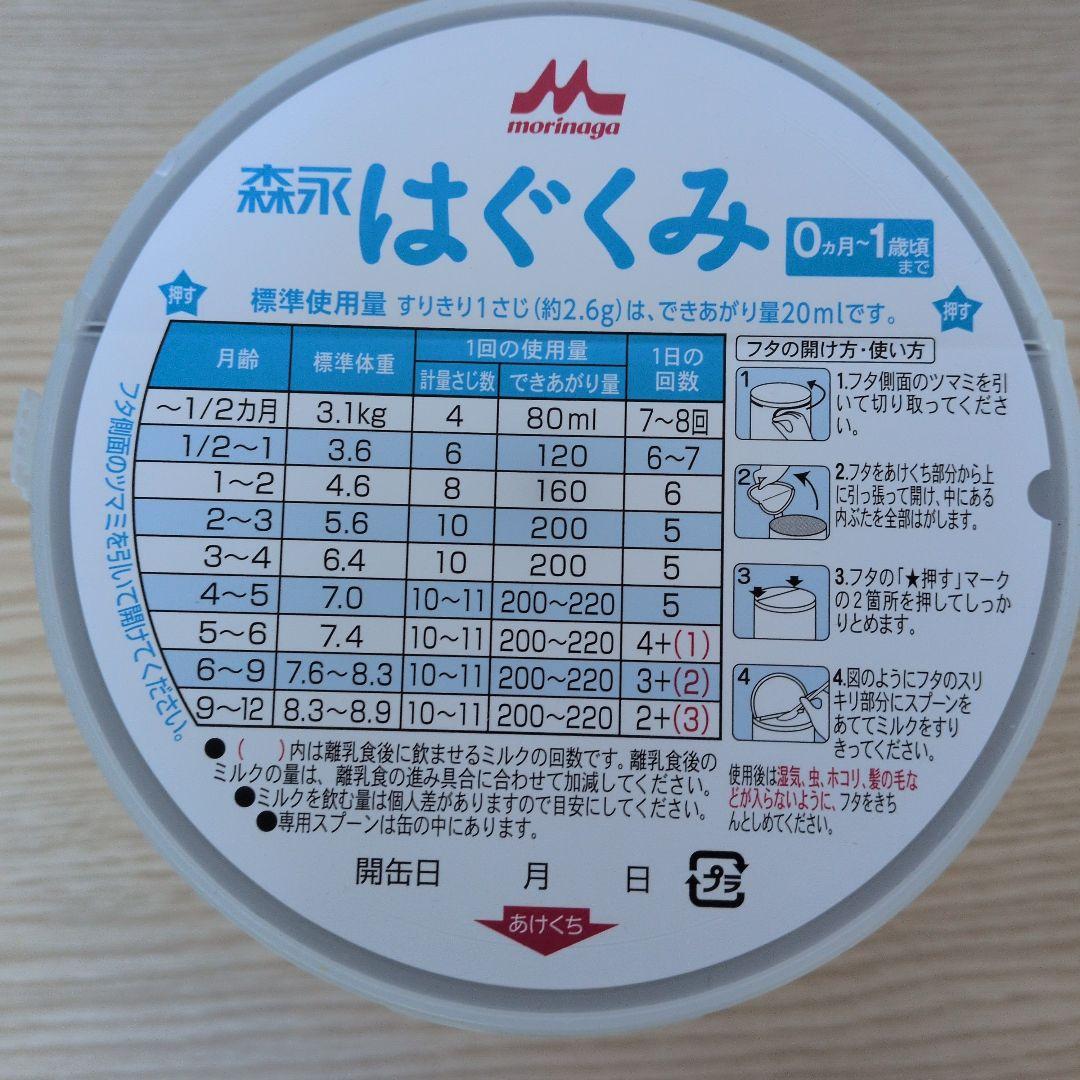 morinaga
森永はぐくみ
0ヵ月~1歳頃まで
押す
標準使用量 すりきり1さじ(約2.6g)は、できあがり量20mlです。
押す
月齢 標準体重 1回の使用量 1日の回数
計量さじ数 できあがり量
～1/2カ月 3.1kg 4 80ml 7～8回
1/2～1 3.6 6 120 6～7
1～2 4.6 8 160 6
2～3 5.6 10 200 5
3～4 6.4 10 200 5
4～5 7.0 10～11 200～220 5
5～6 7.4 10～11 200～220 4+(1)
6～9 7.6～8.3 10～11 200～220 3+(2)
9～12 8.3～8.9 10～11 200～220 2+(3)
●( )内は離乳食後に飲ませるミルクの回数です。離乳食後の
ミルクの量は、離乳食の進み具合に合わせて加減してください。
●ミルクを飲む量は個人差がありますので目安にしてください。
●専用スプーンは缶の中にあります。
フタの開け方・使い方
1
1.フタ側面のツマミを引
いて切り取ってくださ
い。
2
2.フタをあけくち部分から上
に引っ張って開け、中にある
内ぶたを全部はがします。
3
3.フタの「★押す」マーク
の2箇所を押してしっか
りとめます。
4
4.図のようにフタのスリ
キリ部分にスプーンを
あててミルクをすり
きってください。
使用後は湿気、虫、ホコリ、髪の毛な
どが入らないように、フタをきち
んとしめてください。
フタ側面のツマミを引いて開けてください。
開缶日 月 日
プラ
あけくち